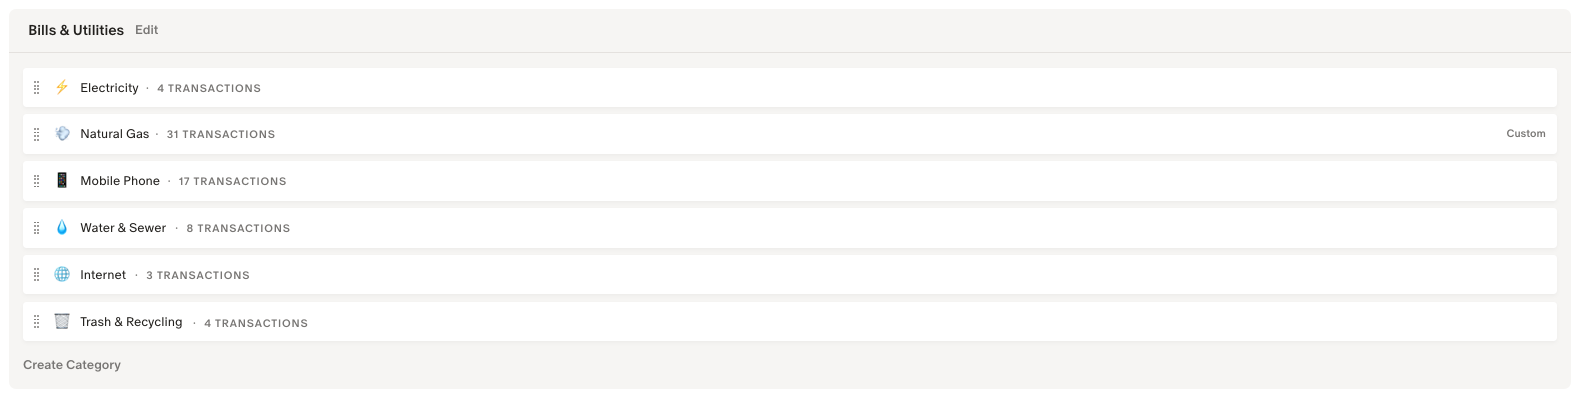 Bills & Utilities Edit
Electricity · 4 TRANSACTIONS
Natural Gas · 31 TRANSACTIONS Custom
Mobile Phone · 17 TRANSACTIONS
Water & Sewer · 8 TRANSACTIONS
Internet · 3 TRANSACTIONS
Trash & Recycling · 4 TRANSACTIONS
Create Category